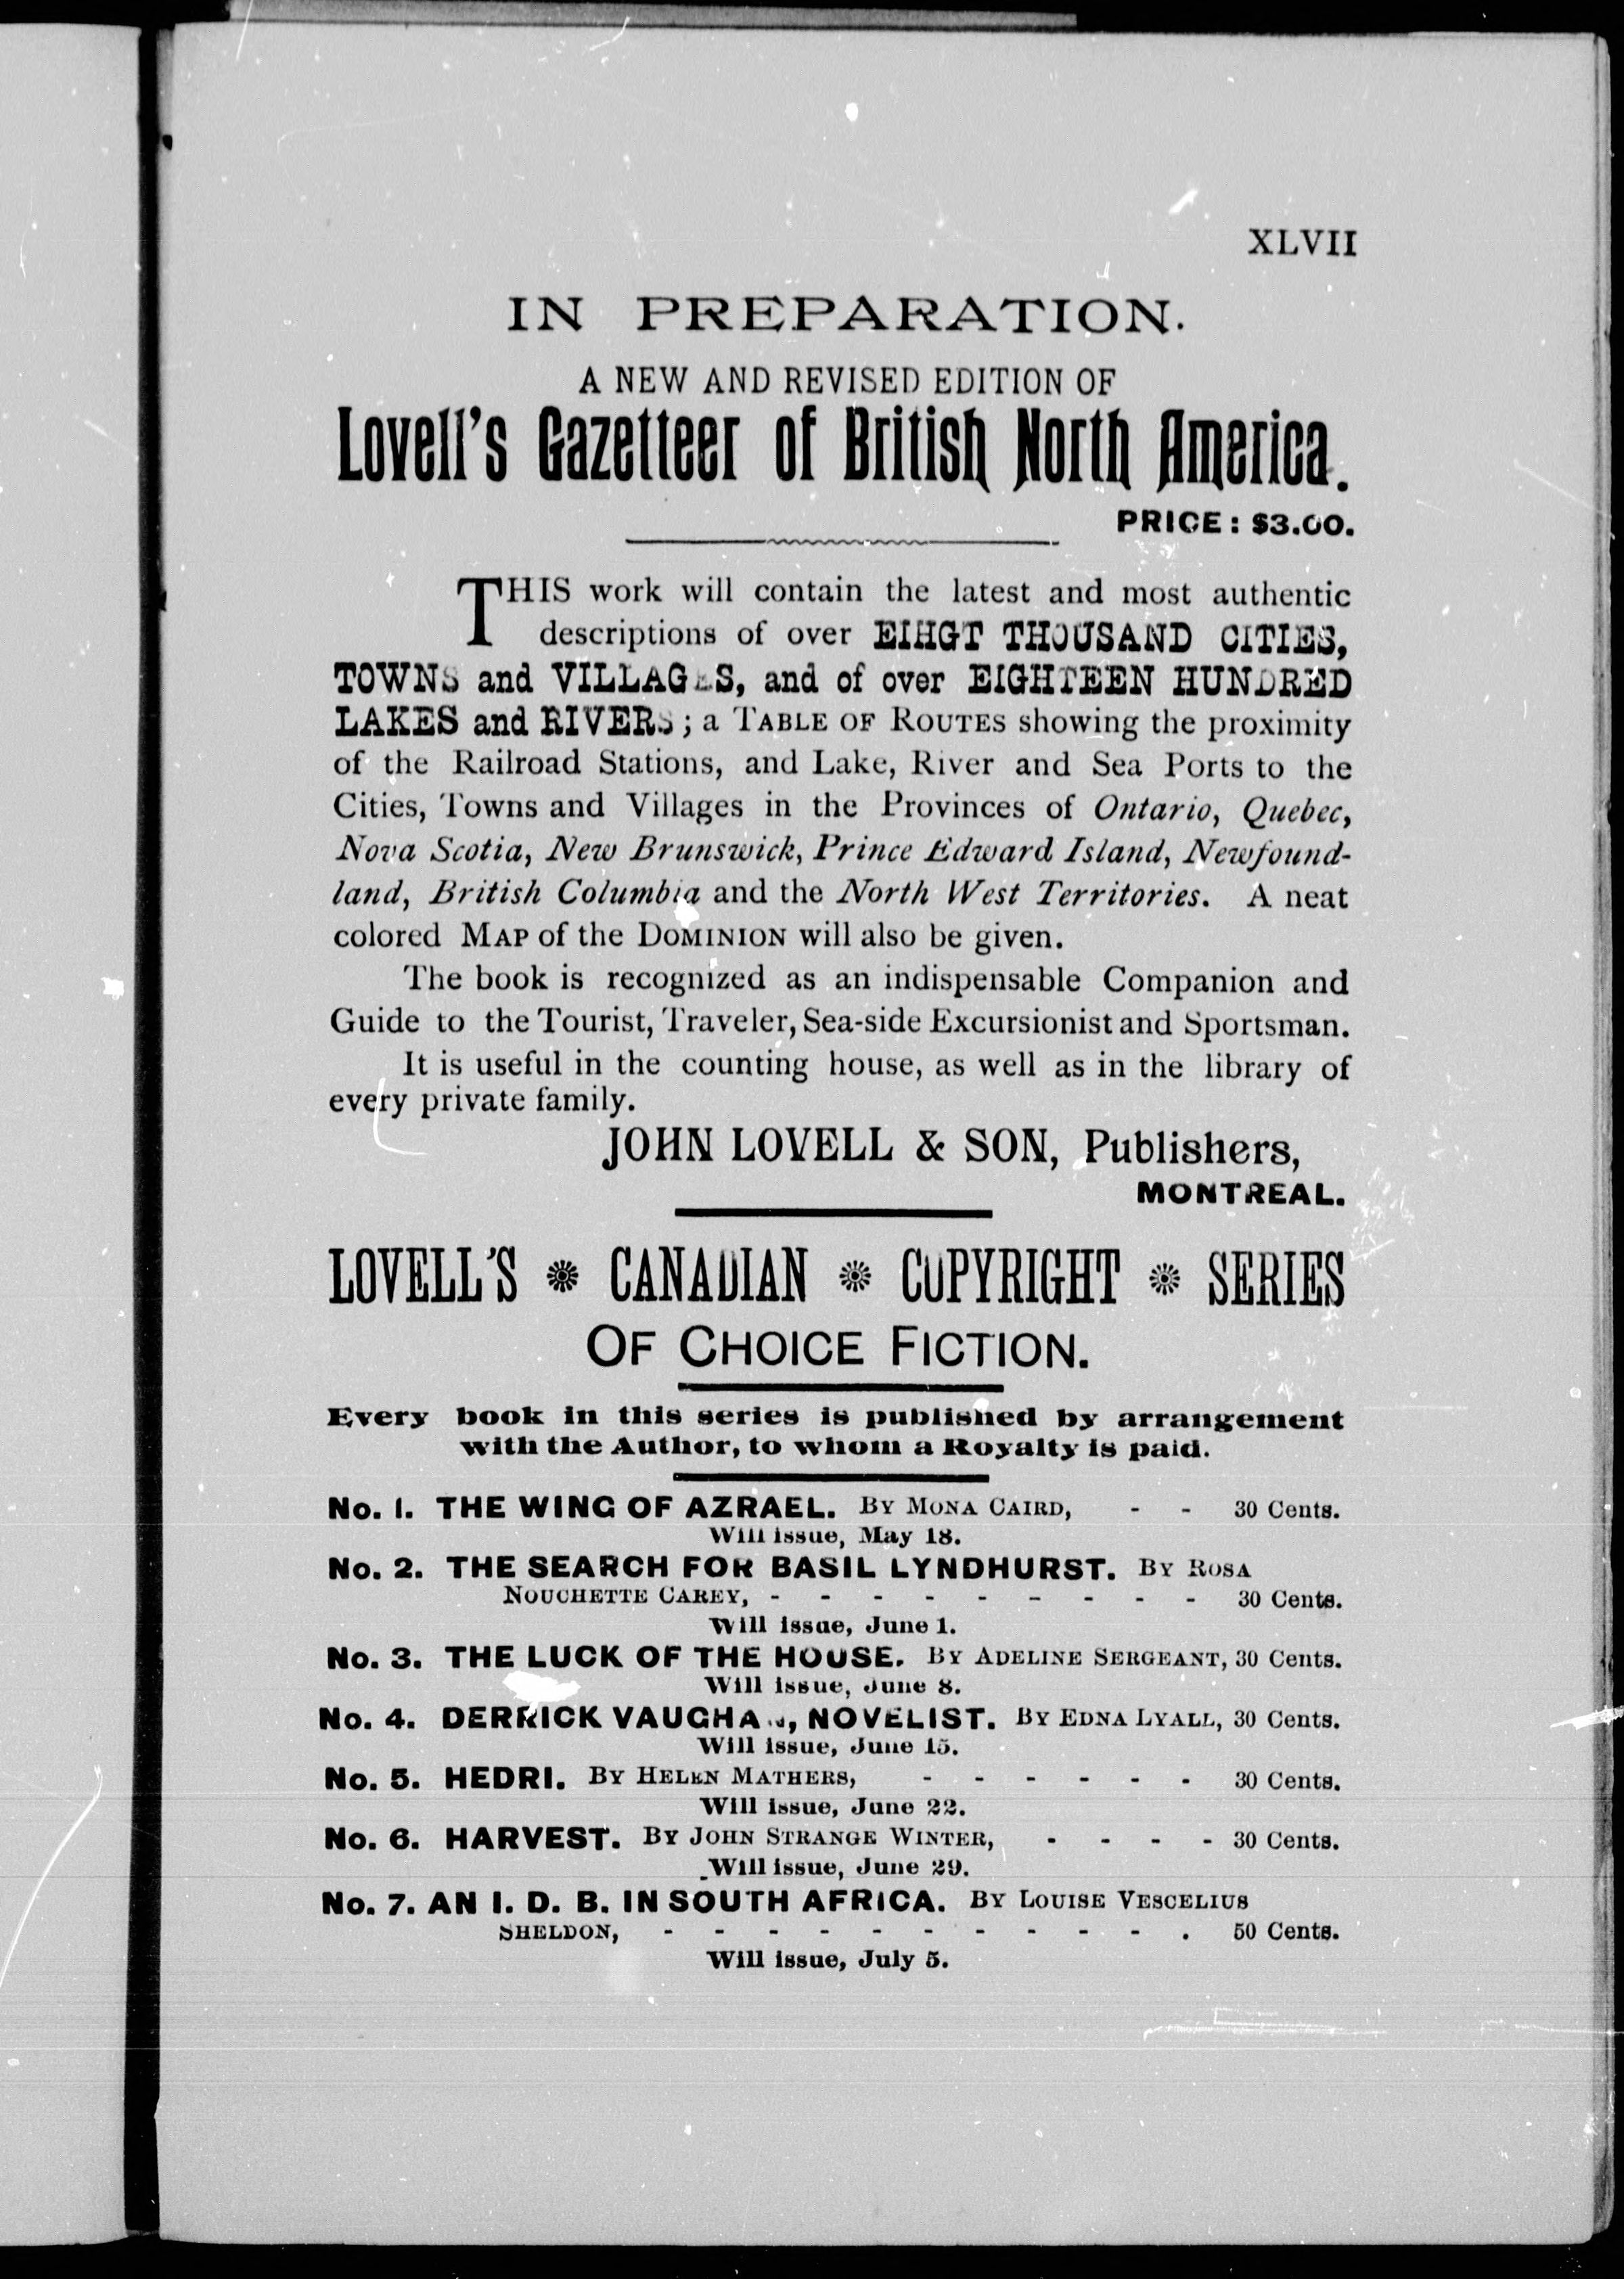 XLVII
IN PREPARATION.
A NEW AND REVISED EDITION OF
Lovell's Gazetteer of British North America.
PRICE: $3.00.
THIS work will contain the latest and most authentic
descriptions of over EIHGT THOUSAND CITIES,
TOWNS and VILLAGES, and of over EIGHTEEN HUNDRED
LAKES and RIVERS; a TABLE OF ROUTES showing the proximity
of the Railroad Stations, and Lake, River and Sea Ports to the
Cities, Towns and Villages in the Provinces of Ontario, Quebec,
Nova Scotia, New Brunswick, Prince Edward Island, Newfound-
land, British Columbia and the North West Territories. A neat
colored MAP of the DOMINION will also be given.
The book is recognized as an indispensable Companion and
Guide to the Tourist, Traveler, Sea-side Excursionist and Sportsman.
It is useful in the counting house, as well as in the library of
every private family.
JOHN LOVELL & SON, Publishers,
MONTREAL.
LOVELL'S ❋ CANADIAN ❋ COPYRIGHT ❋ SERIES
OF CHOICE FICTION.
Every book in this series is published by arrangement
with the Author, to whom a Royalty is paid.
No. 1. THE WING OF AZRAEL. BY MONA CAIRD, - - 30 Cents.
Will issue, May 18.
No. 2. THE SEARCH FOR BASIL LYNDHURST. BY ROSA
NOUCHETTE CAREY, - - - - - - - - - 30 Cents.
Will issue, June 1.
No. 3. THE LUCK OF THE HOUSE. BY ADELINE SERGEANT, 30 Cents.
Will issue, June 8.
No. 4. DERRICK VAUGHAN, NOVELIST. BY EDNA LYALL, 30 Cents.
Will issue, June 15.
No. 5. HEDRI. BY HELEN MATHERS, - - - - - - 30 Cents.
Will issue, June 22.
No. 6. HARVEST. BY JOHN STRANGE WINTER, - - - - 30 Cents.
Will issue, June 29.
No. 7. AN I. D. B. IN SOUTH AFRICA. BY LOUISE VESCELIUS
SHELDON, - - - - - - - - - - . 50 Cents.
Will issue, July 5.